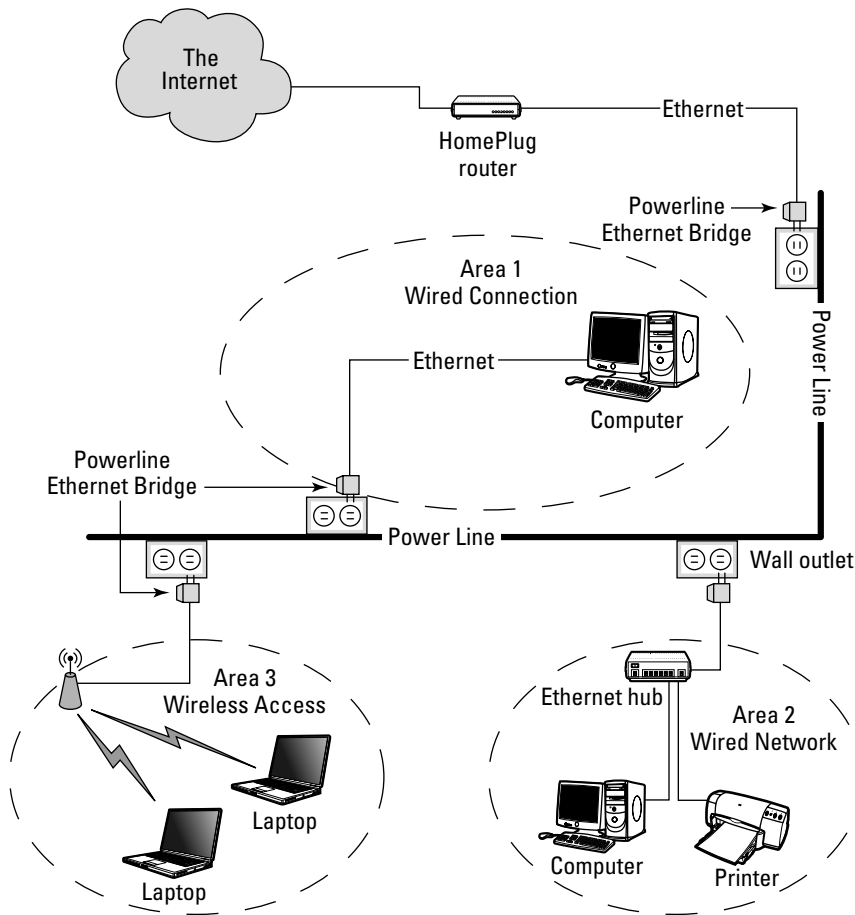 The
Internet
Ethernet
HomePlug
router
Powerline
Ethernet Bridge
Area 1
Wired Connection
Power Line
Ethernet
Computer
Powerline
Ethernet Bridge
Power Line
Wall outlet
Area 3
Wireless Access
Ethernet hub
Area 2
Wired Network
Laptop
Laptop
Computer
Printer